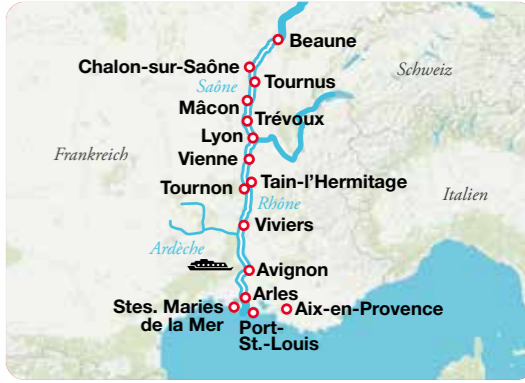 Beaune
Chalon-sur-Saône
Schweiz
Tournus
Saône
Mâcon
Trévoux
Lyon
Frankreich
Vienne
Tain-l’Hermitage
Tournon
Italien
Rhône
Viviers
Ardèche
Avignon
Arles
Stes. Maries
de la Mer
Aix-en-Provence
Port-
St.-Louis